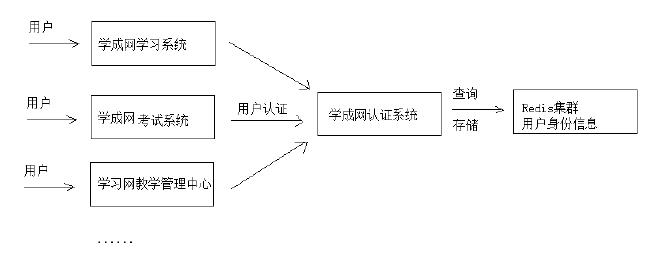 用户
学成网学习系统
用户
学成网 考试系统
用户认证
学成网认证系统
查询
存储
Redis集群
用户身份信息
用户
学习网教学管理中心
......